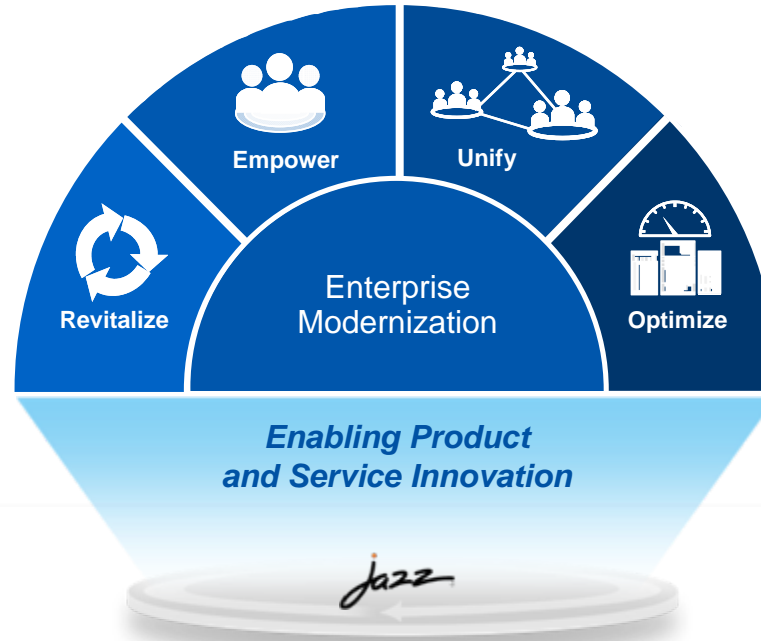 Empower
Unify
Revitalize
Optimize
Enterprise
Modernization
Enabling Product
and Service Innovation
jazz